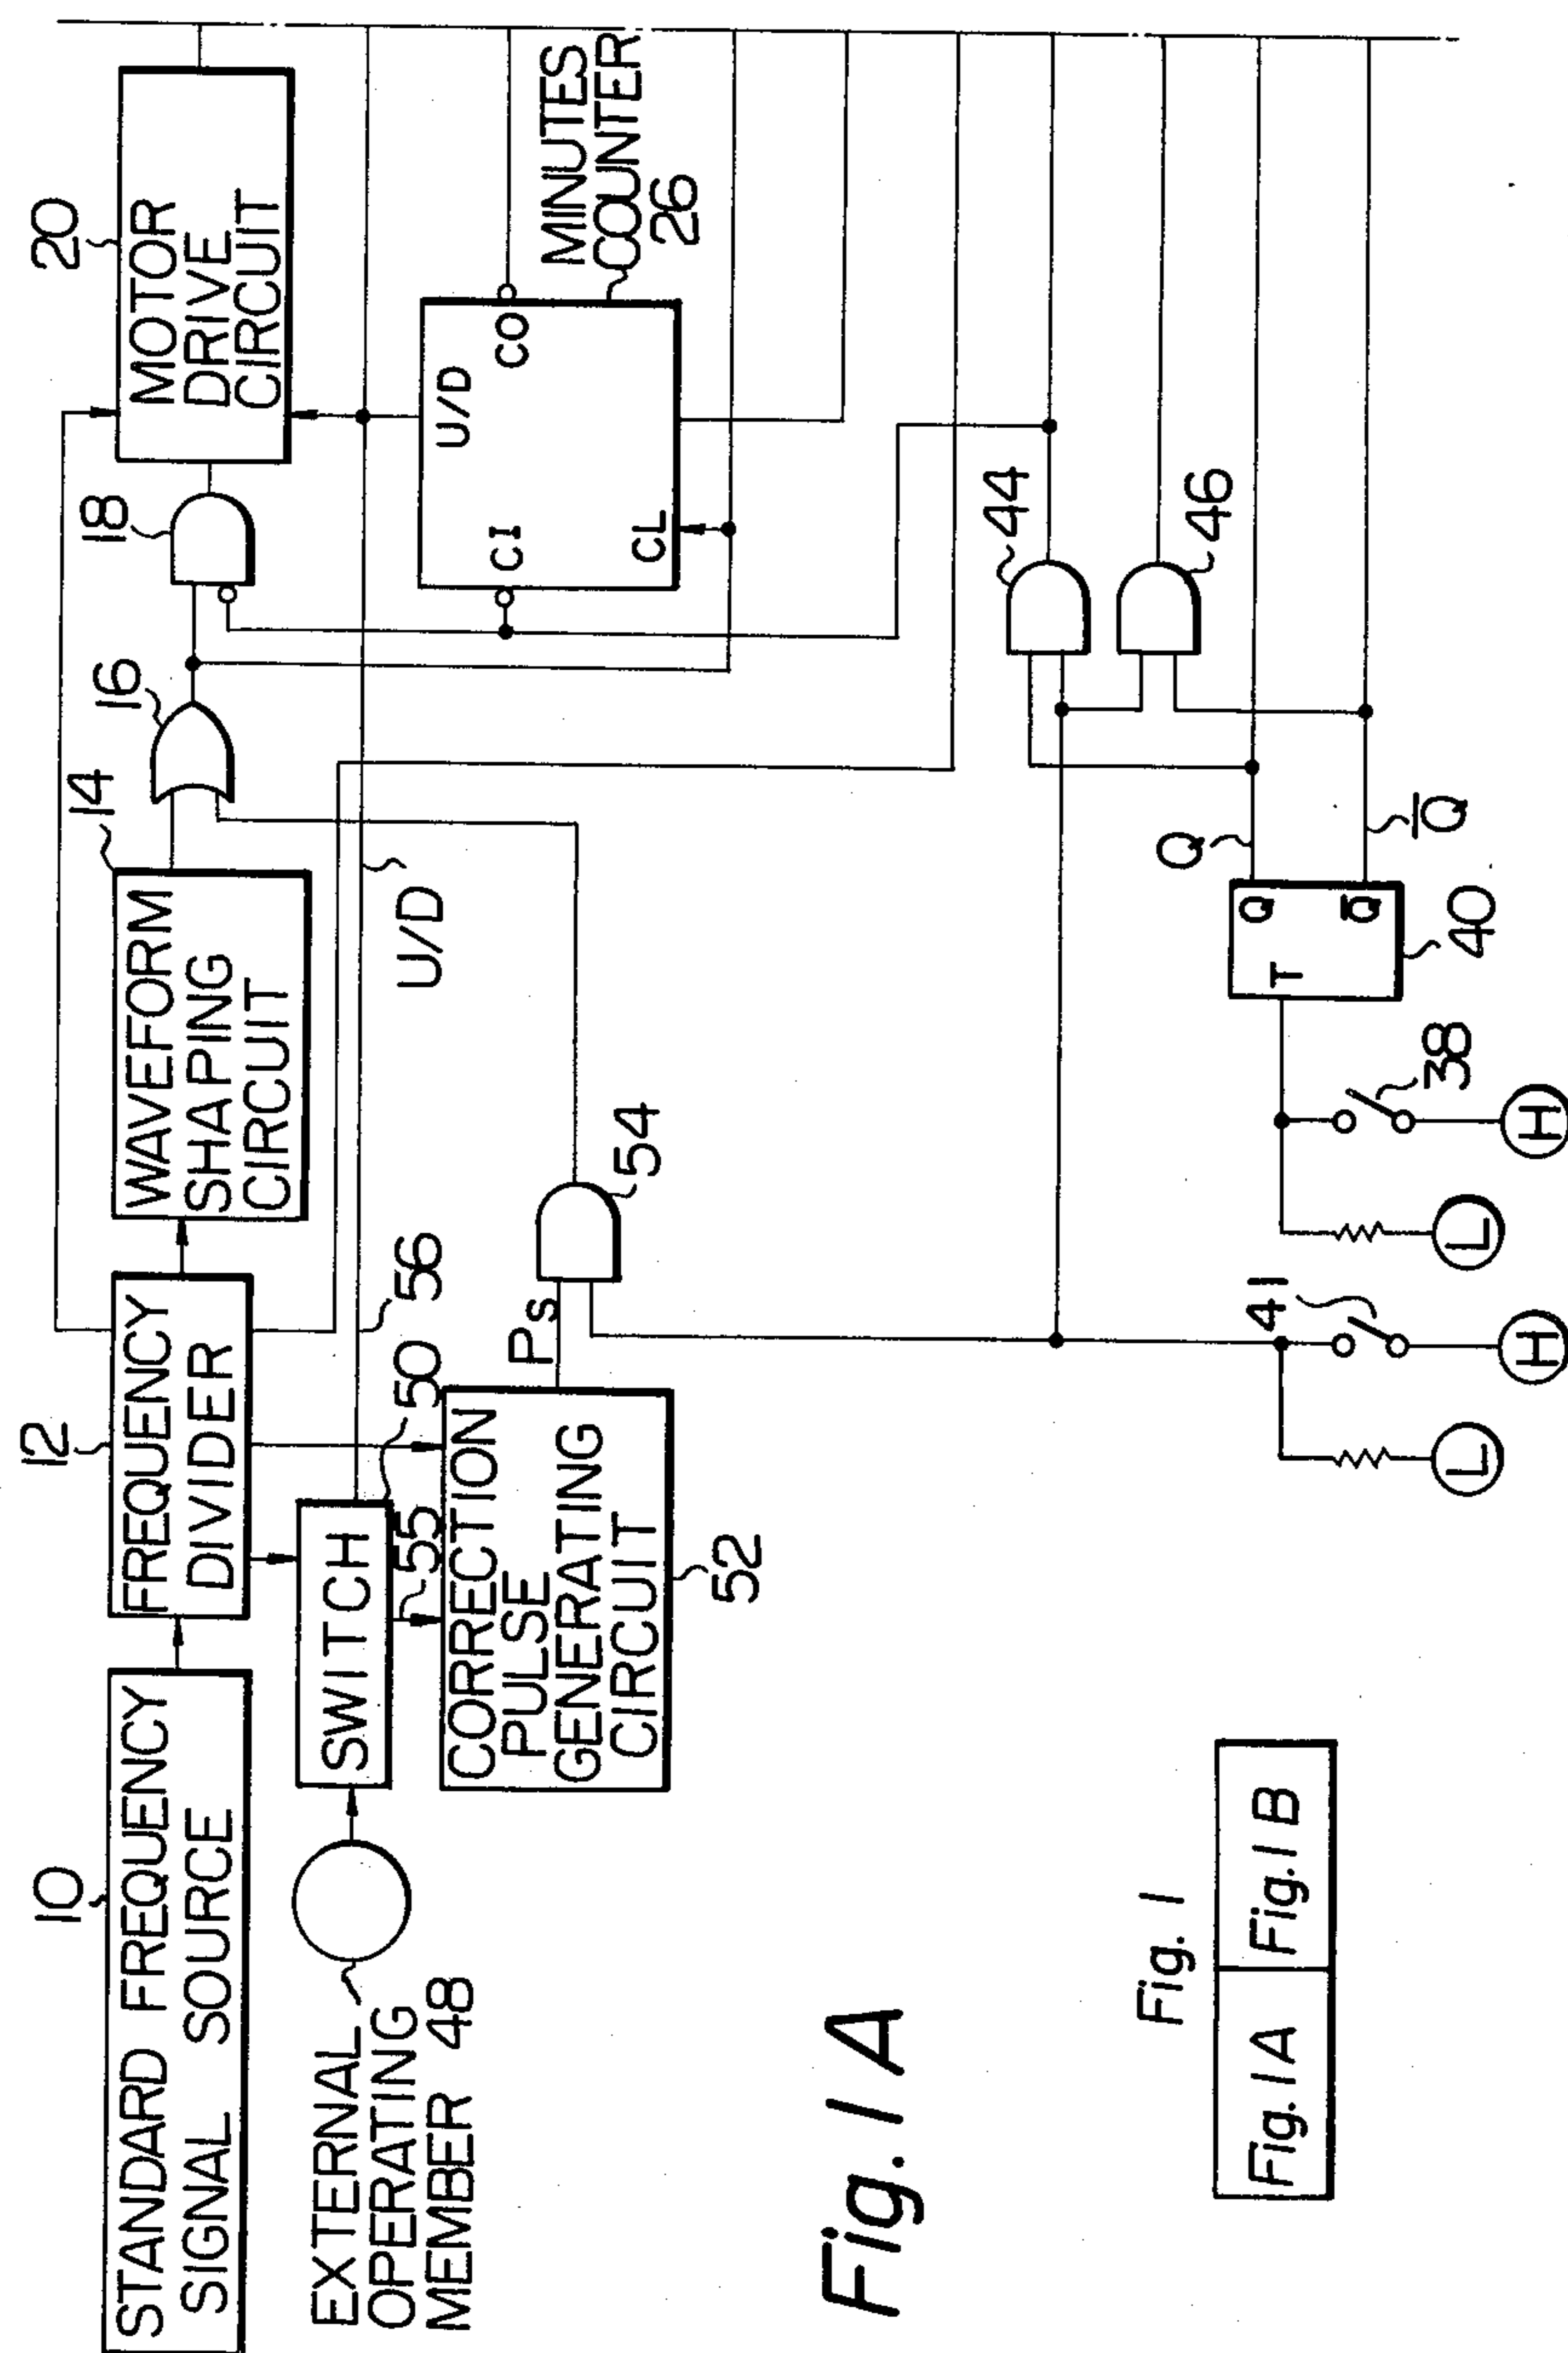 10
STANDARD FREQUENCY
SIGNAL SOURCE
12
FREQUENCY
DIVIDER
14
WAVEFORM
SHAPING
CIRCUIT
16
18
20
MOTOR
DRIVE
CIRCUIT
EXTERNAL
OPERATING
MEMBER 48
SWITCH
50
55
56
U/D
CORRECTION
PULSE
GENERATING
CIRCUIT
52
Ps
54
U/D
CI
CO
CL
MINUTES
COUNTER
26
44
46
41
L
H
L
H
38
T
Q
Q̅
40
Q
Q̅
Fig. 1 A
Fig. 1
Fig. 1 A
Fig. 1 B